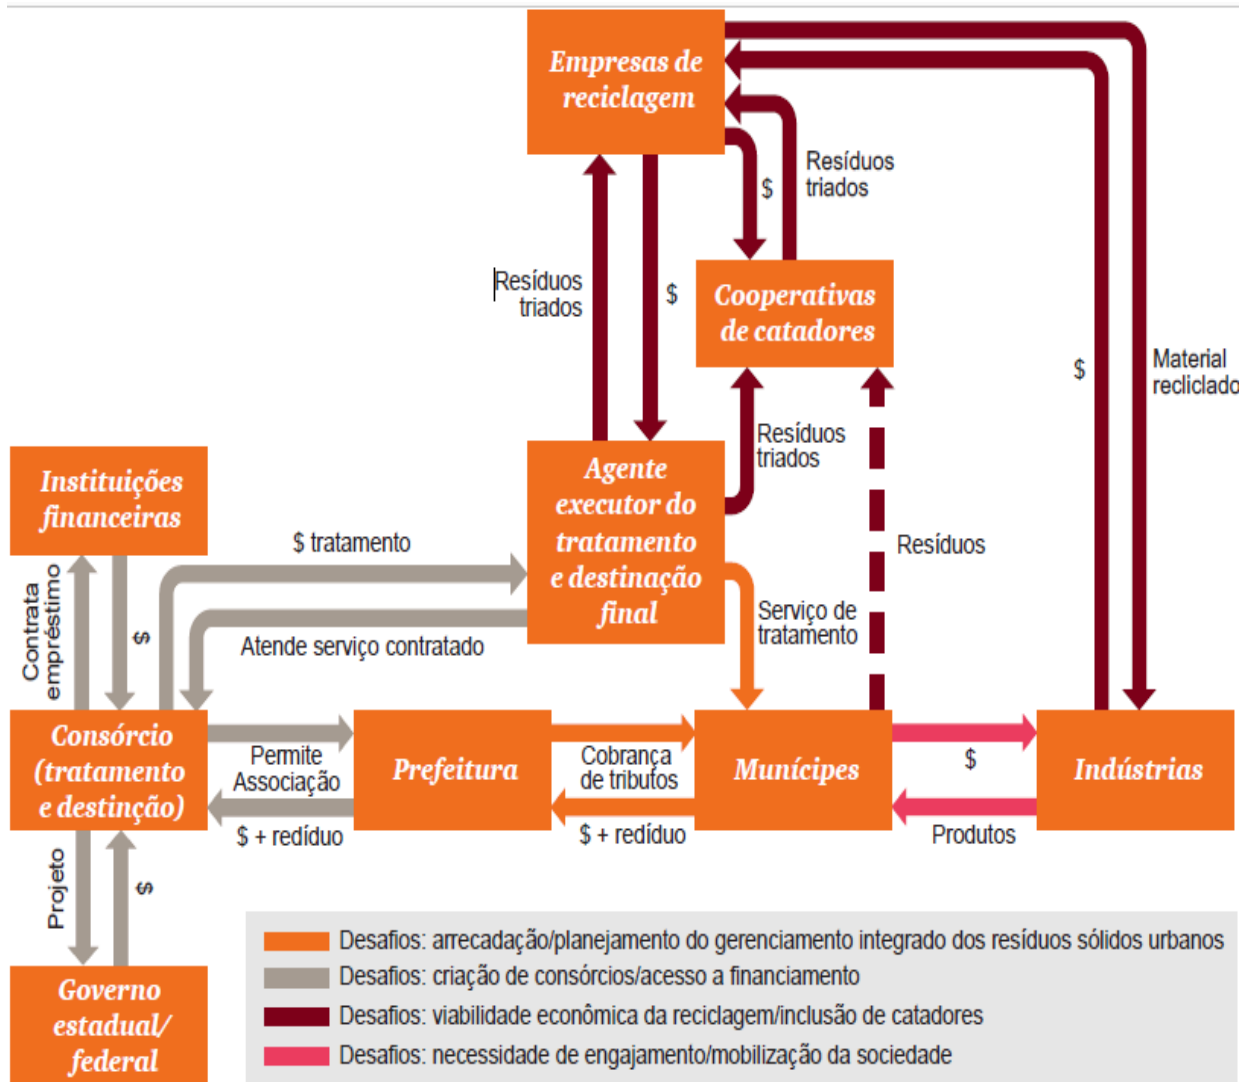 Empresas de
reciclagem
$
Resíduos
triados
Resíduos
triados
$
Cooperativas
de catadores
$
Material
recliclado
Resíduos
triados
Instituições
financeiras
Agente
executor do
tratamento
e destinação
final
$ tratamento
Resíduos
Contrata
empréstimo
$
Atende serviço contratado
Serviço de
tratamento
Consórcio
(tratamento
e destinção)
Permite
Associação
$ + redíduo
Prefeitura
Cobrança
de tributos
$ + redíduo
Munícipes
$
Produtos
Indústrias
Projeto
$
Governo
estadual/
federal
Desafios: arrecadação/planejamento do gerenciamento integrado dos resíduos sólidos urbanos
Desafios: criação de consórcios/acesso a financiamento
Desafios: viabilidade econômica da reciclagem/inclusão de catadores
Desafios: necessidade de engajamento/mobilização da sociedade